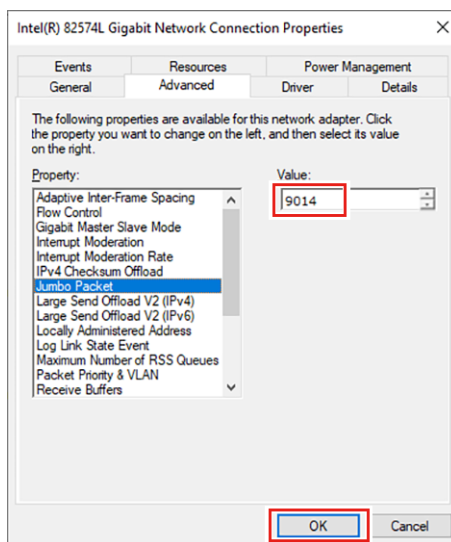 Intel(R) 82574L Gigabit Network Connection Properties
Events
Resources
Power Management
General
Advanced
Driver
Details
The following properties are available for this network adapter. Click
the property you want to change on the left, and then select its value
on the right.
Property:
Value:
Adaptive Inter-Frame Spacing
Flow Control
Gigabit Master Slave Mode
Interrupt Moderation
Interrupt Moderation Rate
IPv4 Checksum Offload
Jumbo Packet
Large Send Offload V2 (IPv4)
Large Send Offload V2 (IPv6)
Locally Administered Address
Log Link State Event
Maximum Number of RSS Queues
Packet Priority & VLAN
Receive Buffers
9014
OK
Cancel